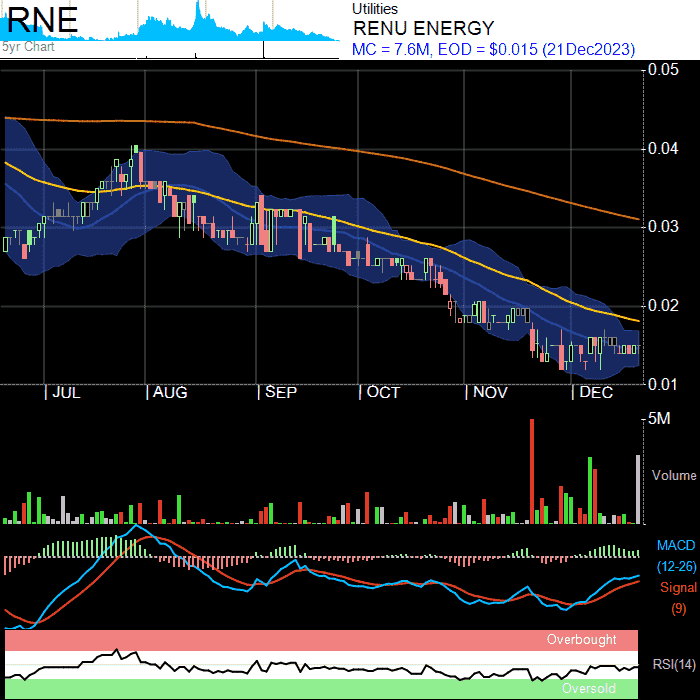 RNE
5yr Chart
Utilities
RENU ENERGY
MC = 7.6M, EOD = $0.015 (21Dec2023)
0.05
0.04
0.03
0.02
0.01
JUL
AUG
SEP
OCT
NOV
DEC
5M
Volume
MACD
(12-26)
Signal
(9)
Overbought
RSI(14)
Oversold